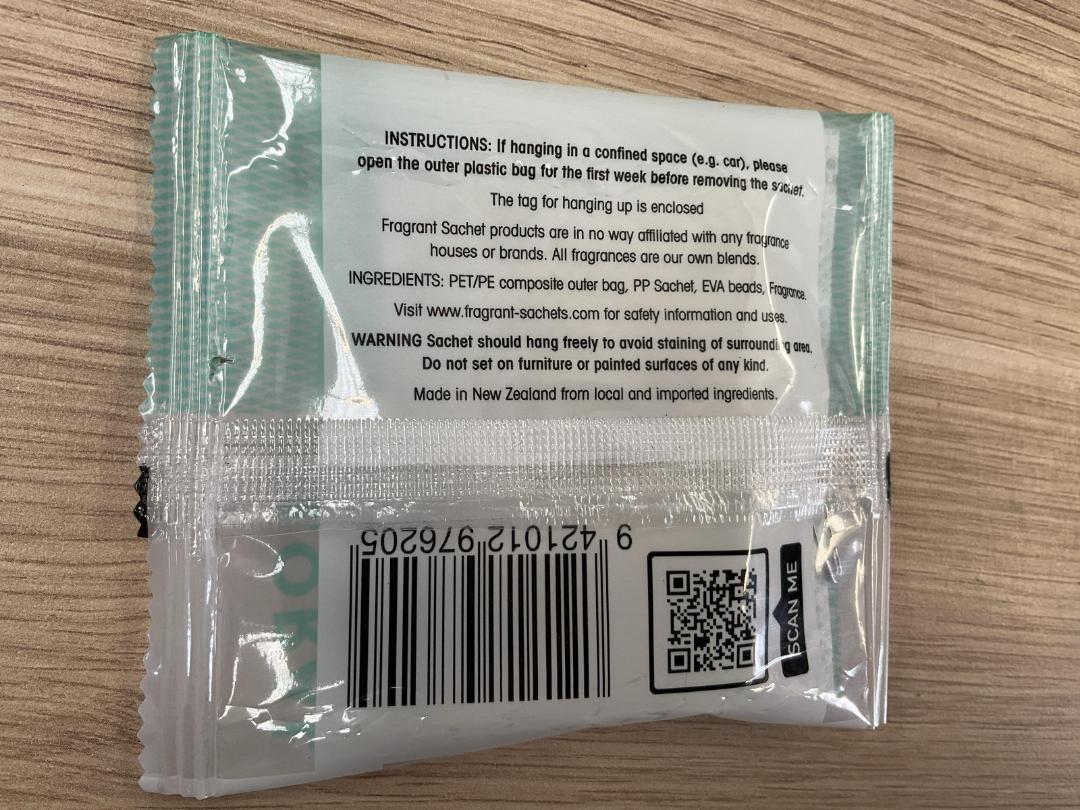 INSTRUCTIONS: If hanging in a confined space (e.g. car), please
open the outer plastic bag for the first week before removing the sachet.
The tag for hanging up is enclosed
Fragrant Sachet products are in no way affiliated with any fragrance
houses or brands. All fragrances are our own blends.
INGREDIENTS: PET/PE composite outer bag, PP Sachet, EVA beads, Fragrance.
Visit www.fragrant-sachets.com for safety information and uses.
WARNING Sachet should hang freely to avoid staining of surrounding area.
Do not set on furniture or painted surfaces of any kind.
Made in New Zealand from local and imported ingredients.
9 421012 976205
SCAN ME